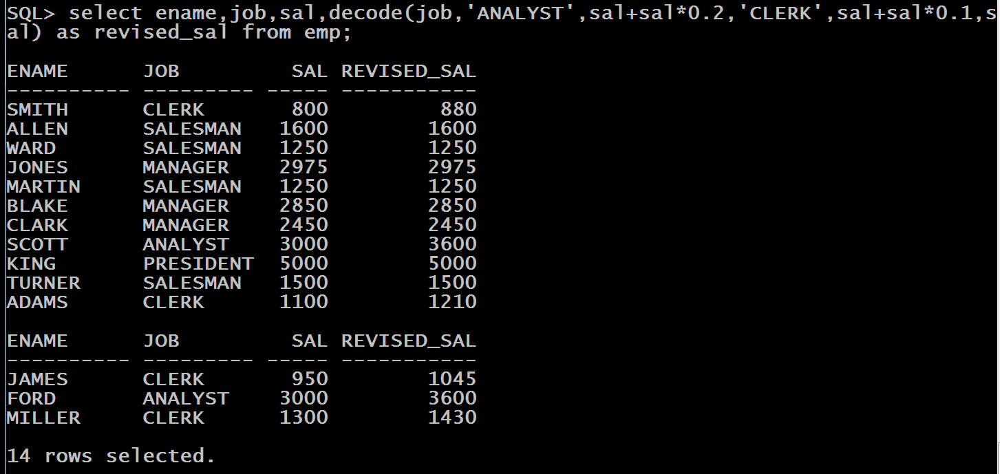 SQL> select ename,job,sal,decode(job,'ANALYST',sal+sal*0.2,'CLERK',sal+sal*0.1,s
al) as revised_sal from emp;
ENAME      JOB         SAL REVISED_SAL
---------- --------- ----- -----------
SMITH      CLERK       800         880
ALLEN      SALESMAN   1600        1600
WARD       SALESMAN   1250        1250
JONES      MANAGER    2975        2975
MARTIN     SALESMAN   1250        1250
BLAKE      MANAGER    2850        2850
CLARK      MANAGER    2450        2450
SCOTT      ANALYST    3000        3600
KING       PRESIDENT  5000        5000
TURNER     SALESMAN   1500        1500
ADAMS      CLERK      1100        1210
ENAME      JOB         SAL REVISED_SAL
---------- --------- ----- -----------
JAMES      CLERK       950        1045
FORD       ANALYST    3000        3600
MILLER     CLERK      1300        1430
14 rows selected.